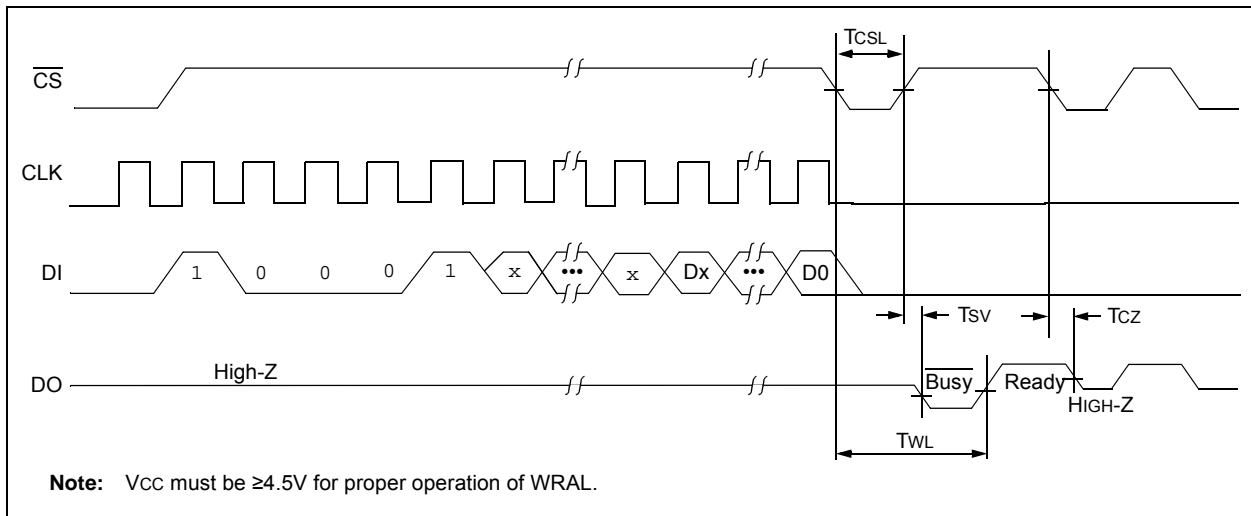 TCSL
CS
CLK
DI 1 0 0 0 1 x ••• x Dx ••• D0
TSV TCZ
High-Z
DO Busy Ready
HIGH-Z
TWL
Note: VCC must be ≥4.5V for proper operation of WRAL.